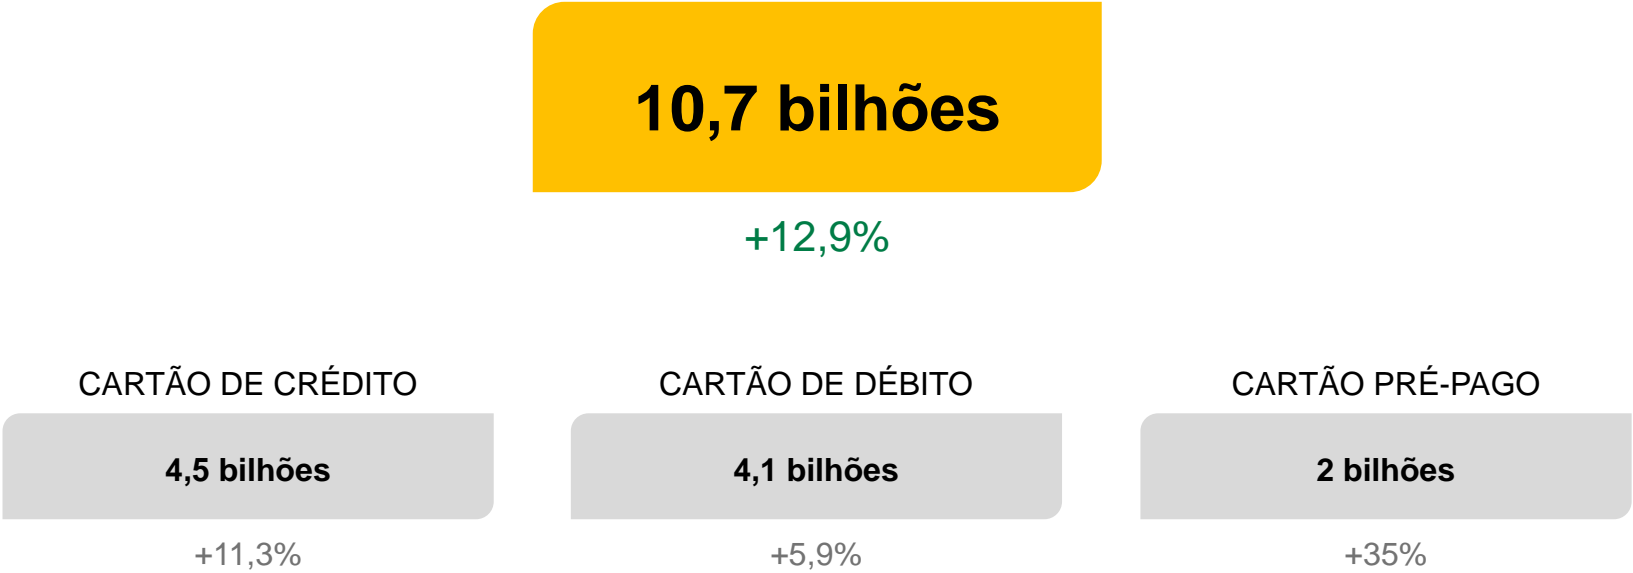 10,7 bilhões
+12,9%
CARTÃO DE CRÉDITO
CARTÃO DE DÉBITO
CARTÃO PRÉ-PAGO
4,5 bilhões
4,1 bilhões
2 bilhões
+11,3%
+5,9%
+35%